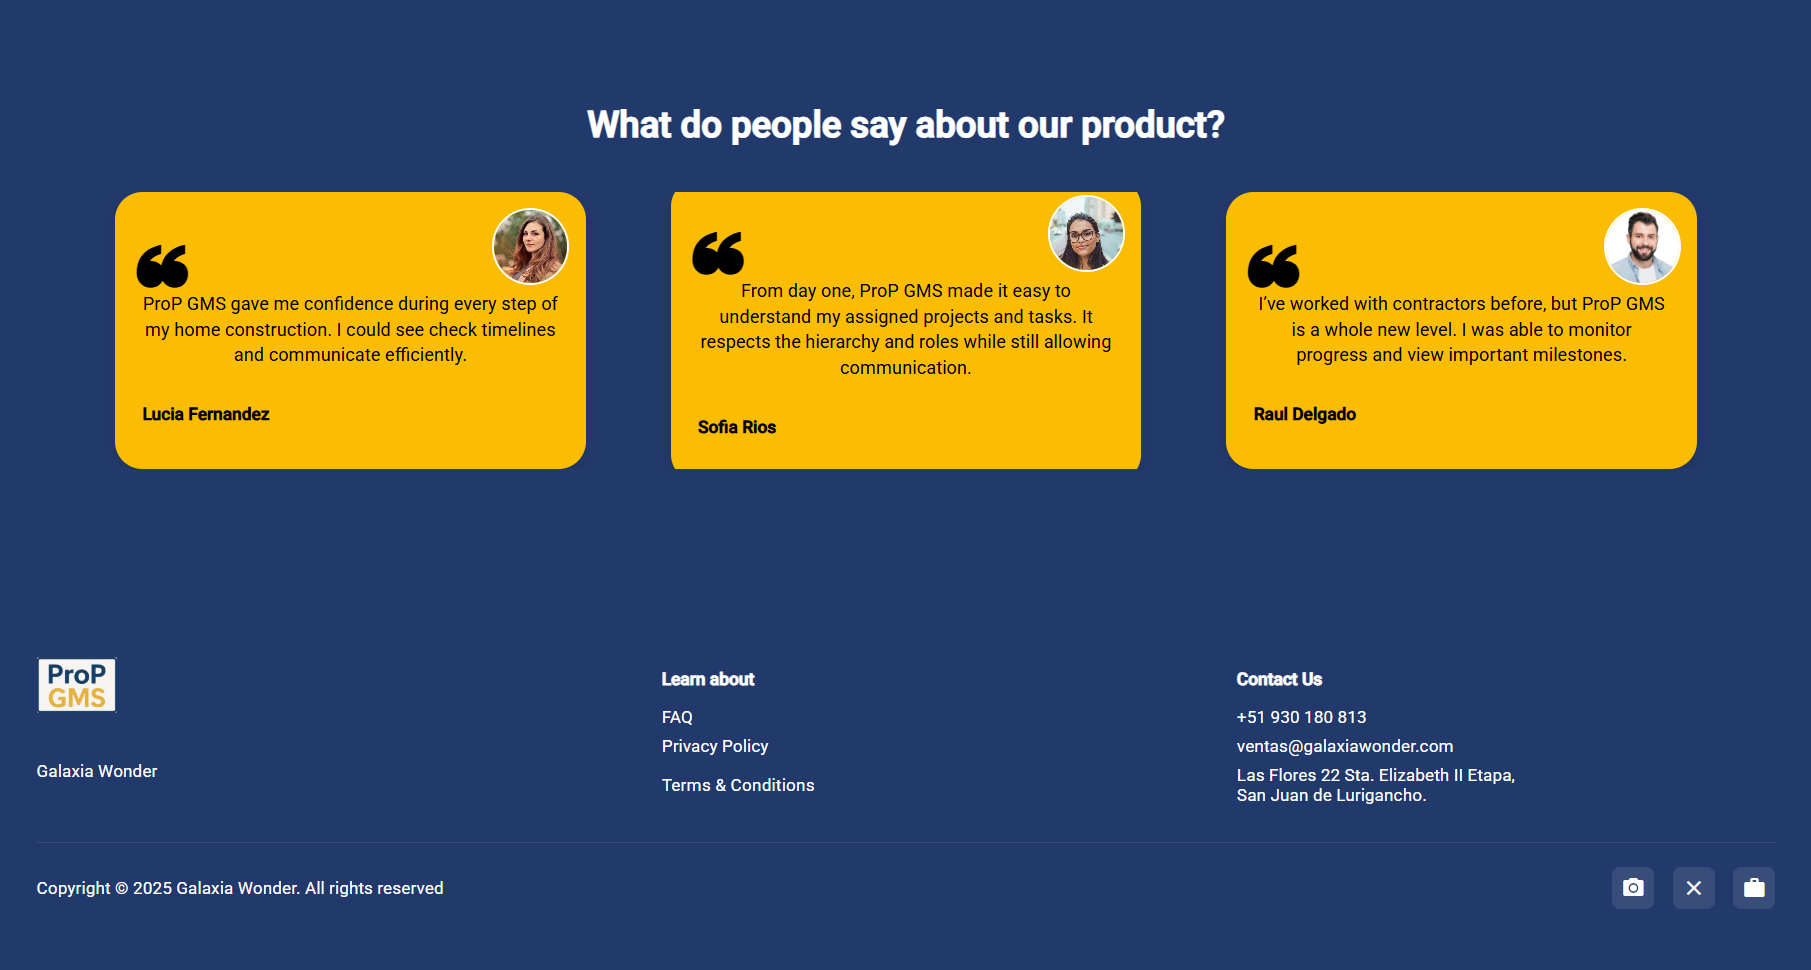 What do people say about our product?
ProP GMS gave me confidence during every step of
my home construction. I could see check timelines
and communicate efficiently.
Lucia Fernandez
From day one, ProP GMS made it easy to
understand my assigned projects and tasks. It
respects the hierarchy and roles while still allowing
communication.
Sofia Rios
I’ve worked with contractors before, but ProP GMS
is a whole new level. I was able to monitor
progress and view important milestones.
Raul Delgado
ProP
GMS
Galaxia Wonder
Learn about
FAQ
Privacy Policy
Terms & Conditions
Contact Us
+51 930 180 813
ventas@galaxiawonder.com
Las Flores 22 Sta. Elizabeth II Etapa,
San Juan de Lurigancho.
Copyright © 2025 Galaxia Wonder. All rights reserved